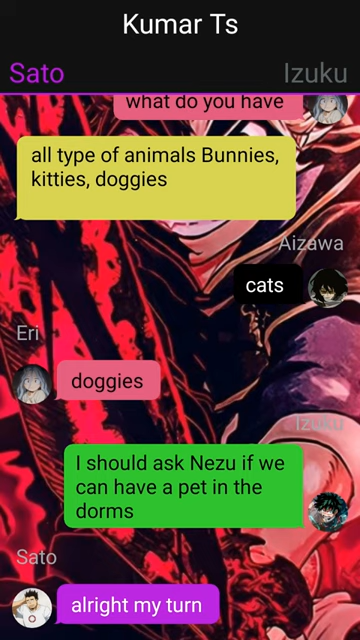 Kumar Ts
Sato
Izuku
what do you have
all type of animals Bunnies,
kitties, doggies
Aizawa
cats
Eri
doggies
Izuku
I should ask Nezu if we
can have a pet in the
dorms
Sato
alright my turn